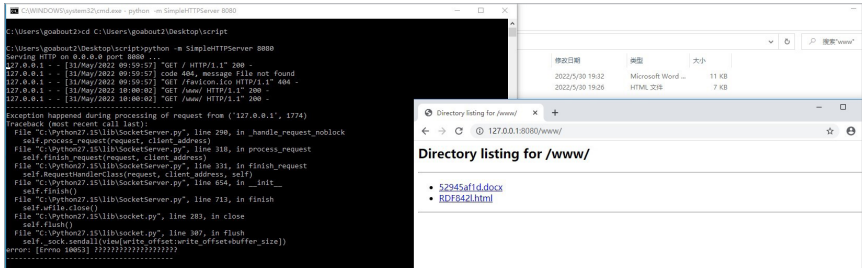 C:\WINDOWS\system32\cmd.exe - python -m SimpleHTTPServer 8080
C:\Users\goabout2>cd C:\Users\goabout2\Desktop\script
C:\Users\goabout2\Desktop\script>python -m SimpleHTTPServer 8080
Serving HTTP on 0.0.0.0 port 8080 ...
127.0.0.1 - - [31/May/2022 09:59:57] "GET / HTTP/1.1" 200 -
127.0.0.1 - - [31/May/2022 09:59:57] code 404, message File not found
127.0.0.1 - - [31/May/2022 09:59:57] "GET /favicon.ico HTTP/1.1" 404 -
127.0.0.1 - - [31/May/2022 10:00:02] "GET /www/ HTTP/1.1" 200 -
127.0.0.1 - - [31/May/2022 10:00:02] "GET /www/ HTTP/1.1" 200 -
----------------------------------------
Exception happened during processing of request from ('127.0.0.1', 1774)
Traceback (most recent call last):
File "C:\Python27.15\lib\SocketServer.py", line 290, in _handle_request_noblock
self.process_request(request, client_address)
File "C:\Python27.15\lib\SocketServer.py", line 318, in process_request
self.finish_request(request, client_address)
File "C:\Python27.15\lib\SocketServer.py", line 331, in finish_request
self.RequestHandlerClass(request, client_address, self)
File "C:\Python27.15\lib\SocketServer.py", line 654, in __init__
self.finish()
File "C:\Python27.15\lib\SocketServer.py", line 713, in finish
self.wfile.close()
File "C:\Python27.15\lib\socket.py", line 283, in close
self.flush()
File "C:\Python27.15\lib\socket.py", line 307, in flush
self._sock.sendall(view[write_offset:write_offset+buffer_size])
error: [Errno 10053] ????????????????????
----------------------------------------
搜索"www"
修改日期 类型 大小
2022/5/30 19:32 Microsoft Word ... 11 KB
2022/5/30 19:26 HTML 文件 7 KB
Directory listing for /www/
127.0.0.1:8080/www/
Directory listing for /www/
52945af1d.docx
RDF842l.html